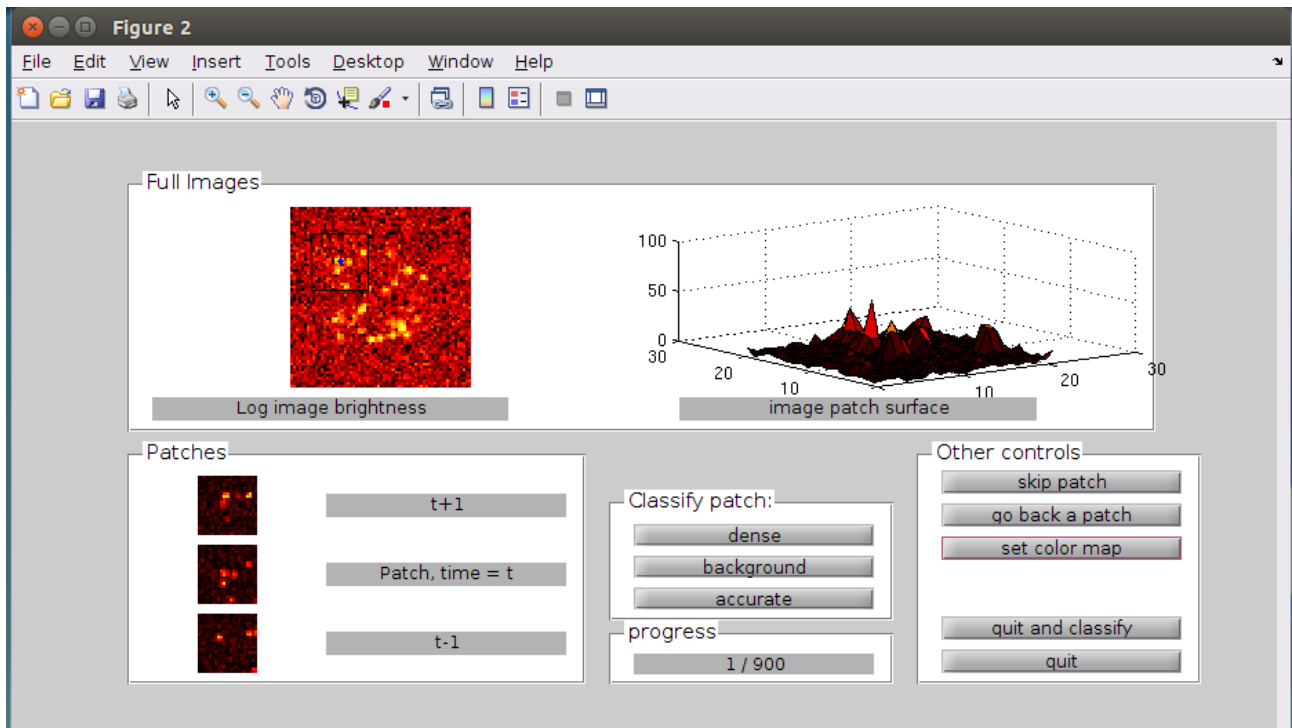 Figure 2
File Edit View Insert Tools Desktop Window Help
Full Images
100
50
0
30
20
10
10
20
30
Log image brightness
image patch surface
Patches
t+1
Patch, time = t
t-1
Classify patch:
dense
background
accurate
progress
1 / 900
Other controls
skip patch
go back a patch
set color map
quit and classify
quit